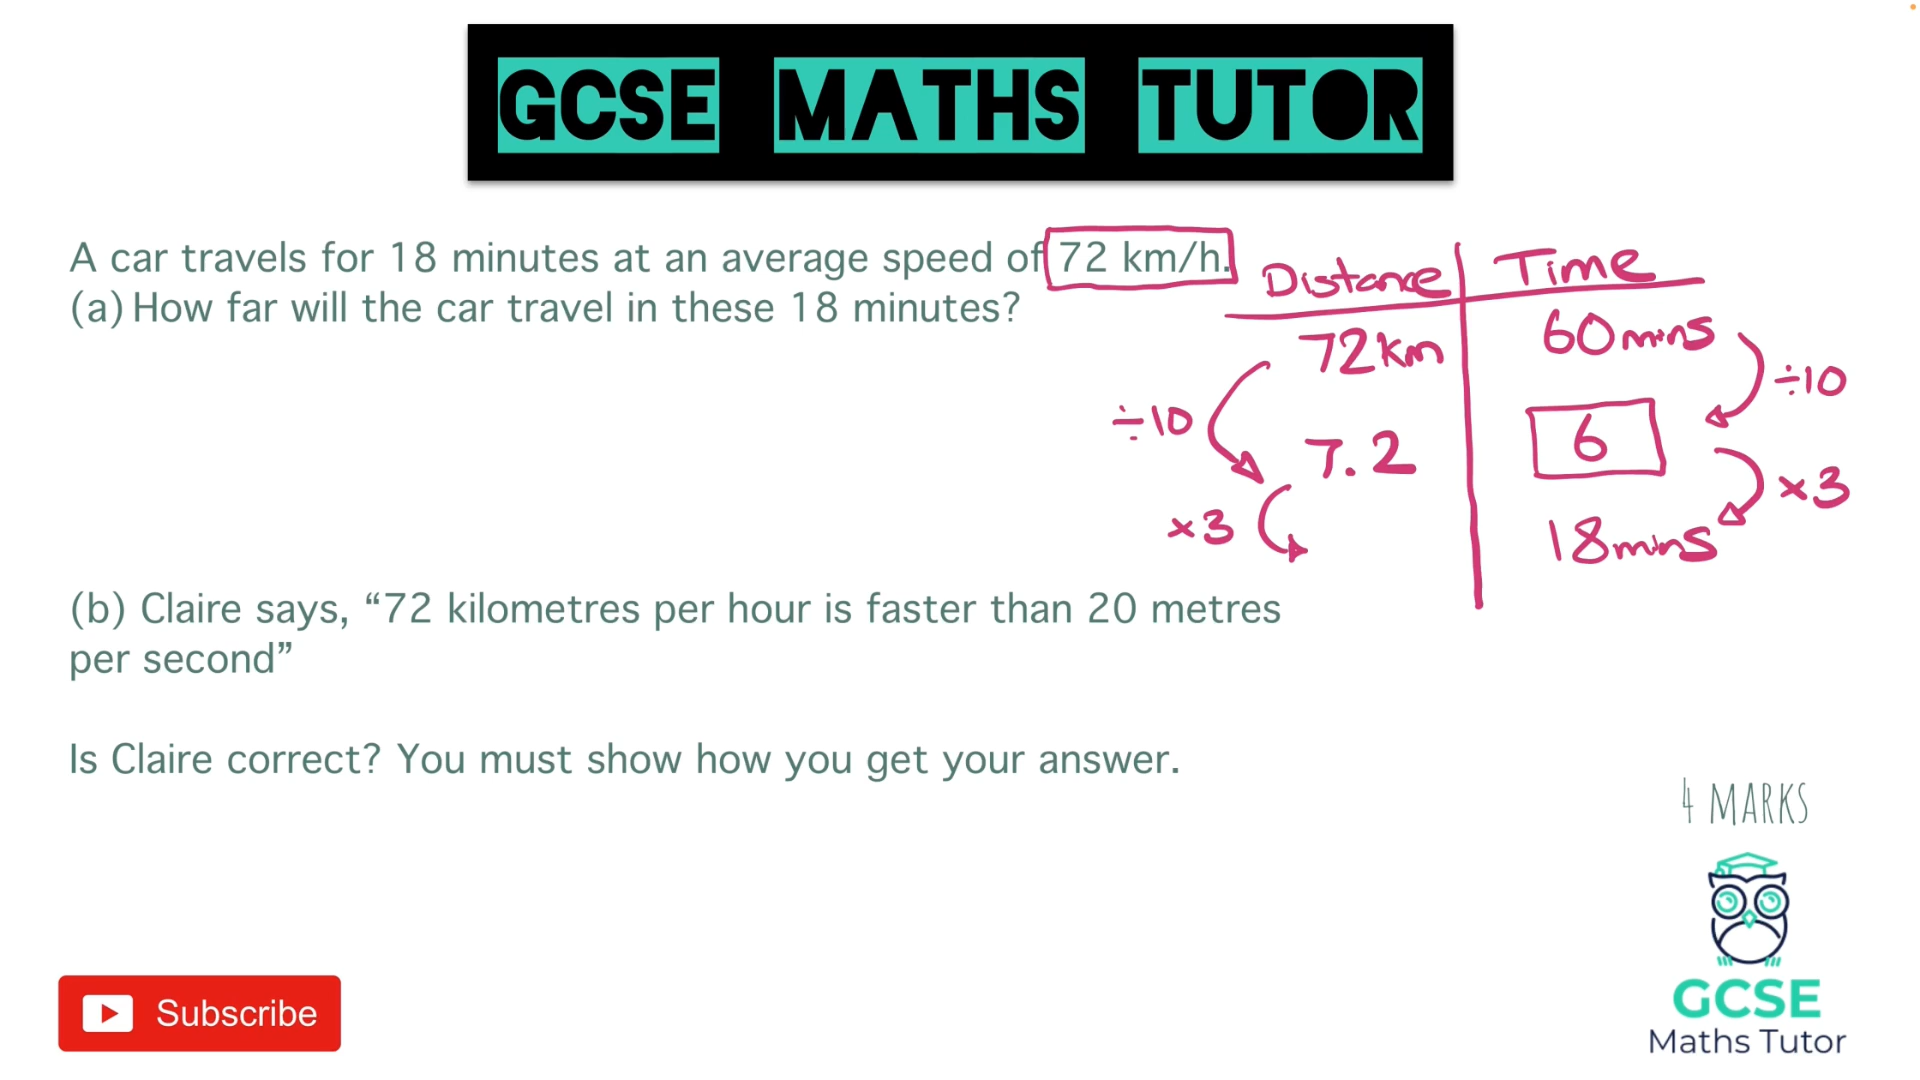 GCSE MATHS TUTOR
A car travels for 18 minutes at an average speed of 72 km/h.
(a) How far will the car travel in these 18 minutes?
Distance Time
72km 60mins
÷10 ÷10
7.2 6
×3 ×3
18mins
(b) Claire says, “72 kilometres per hour is faster than 20 metres
per second”
Is Claire correct? You must show how you get your answer.
4 MARKS
Subscribe
GCSE
Maths Tutor